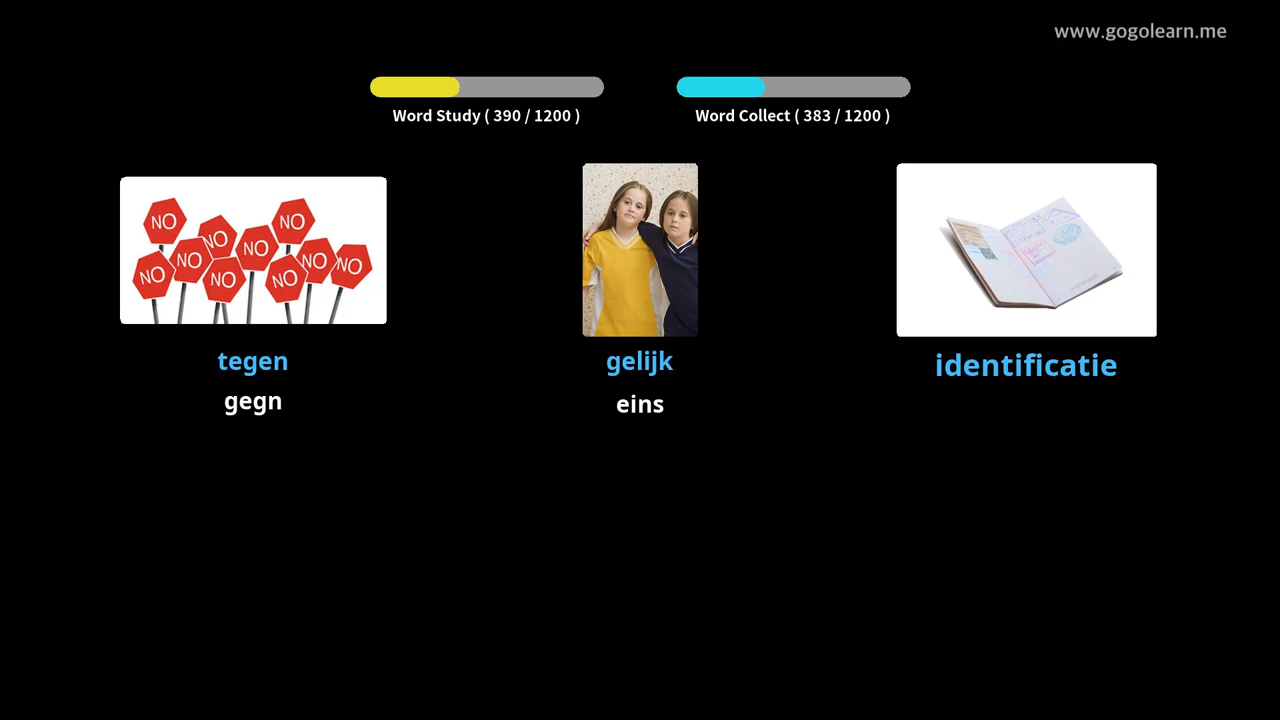 www.gogolearn.me
Word Study ( 390 / 1200 )
Word Collect ( 383 / 1200 )
NO
NO
NO
NO
NO
NO
NO
NO
NO
NO
tegen
gelijk
identificatie
gegn
eins